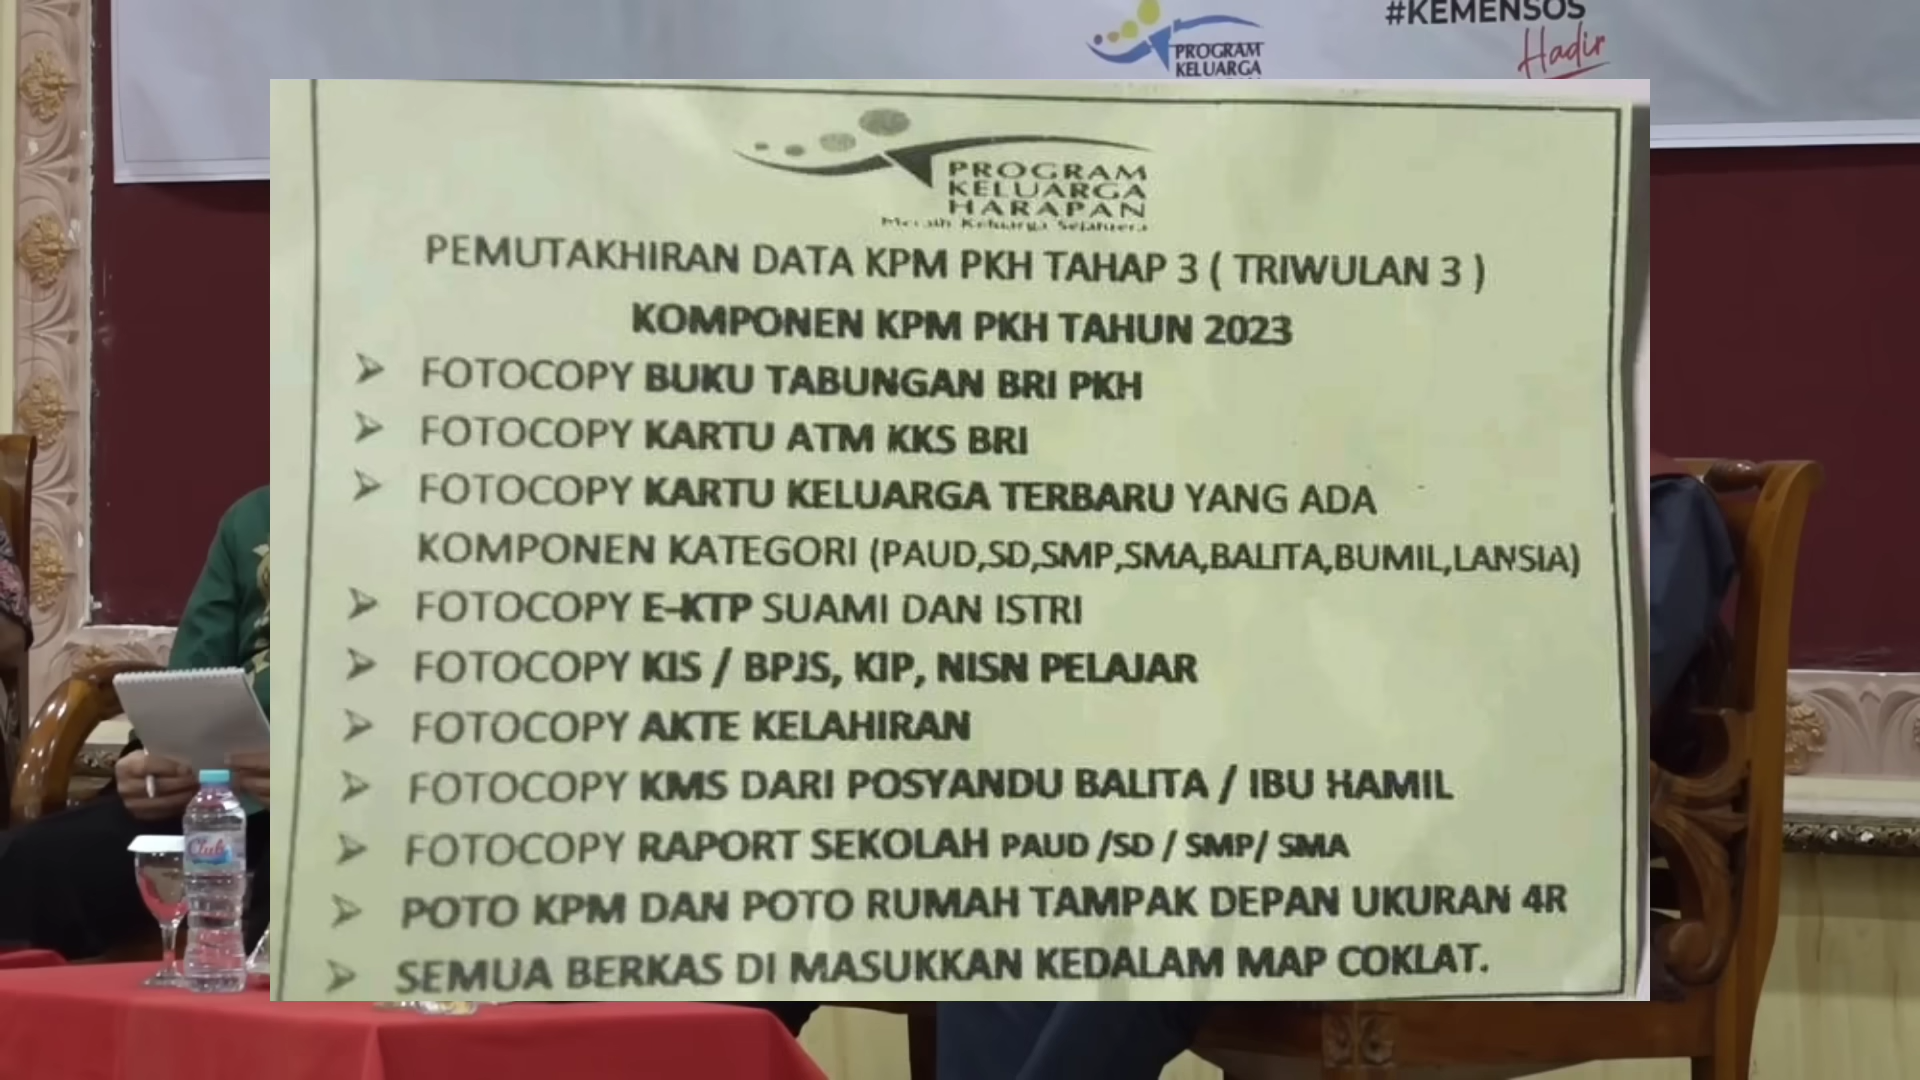 #KEMENSOS
Hadir
PROGRAM
KELUARGA
PROGRAM
KELUARGA
HARAPAN
Meraih Keluarga Sejahtera
PEMUTAKHIRAN DATA KPM PKH TAHAP 3 ( TRIWULAN 3 )
KOMPONEN KPM PKH TAHUN 2023
➢ FOTOCOPY BUKU TABUNGAN BRI PKH
➢ FOTOCOPY KARTU ATM KKS BRI
➢ FOTOCOPY KARTU KELUARGA TERBARU YANG ADA
KOMPONEN KATEGORI (PAUD,SD,SMP,SMA,BALITA,BUMIL,LANSIA)
➢ FOTOCOPY E-KTP SUAMI DAN ISTRI
➢ FOTOCOPY KIS / BPJS, KIP, NISN PELAJAR
➢ FOTOCOPY AKTE KELAHIRAN
➢ FOTOCOPY KMS DARI POSYANDU BALITA / IBU HAMIL
➢ FOTOCOPY RAPORT SEKOLAH PAUD /SD / SMP/ SMA
➢ POTO KPM DAN POTO RUMAH TAMPAK DEPAN UKURAN 4R
➢ SEMUA BERKAS DI MASUKKAN KEDALAM MAP COKLAT.
Club